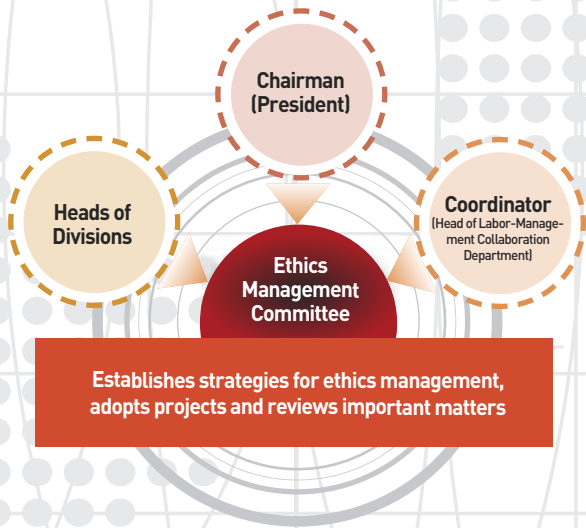 Chairman
(President)
Heads of
Divisions
Coordinator
(Head of Labor-Manage-
ment Collaboration
Department)
Ethics
Management
Committee
Establishes strategies for ethics management,
adopts projects and reviews important matters